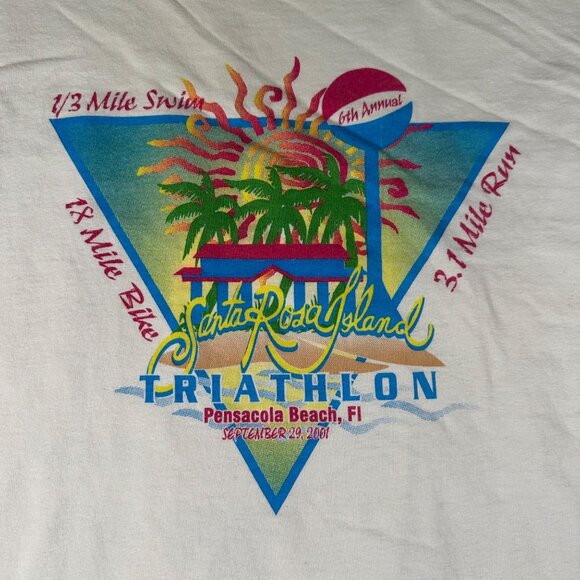 1/3 Mile Swim
6th Annual
18 Mile Bike
3.1 Mile Run
Santa Rosa Island
TRIATHLON
Pensacola Beach, Fl
SEPTEMBER 29, 2001